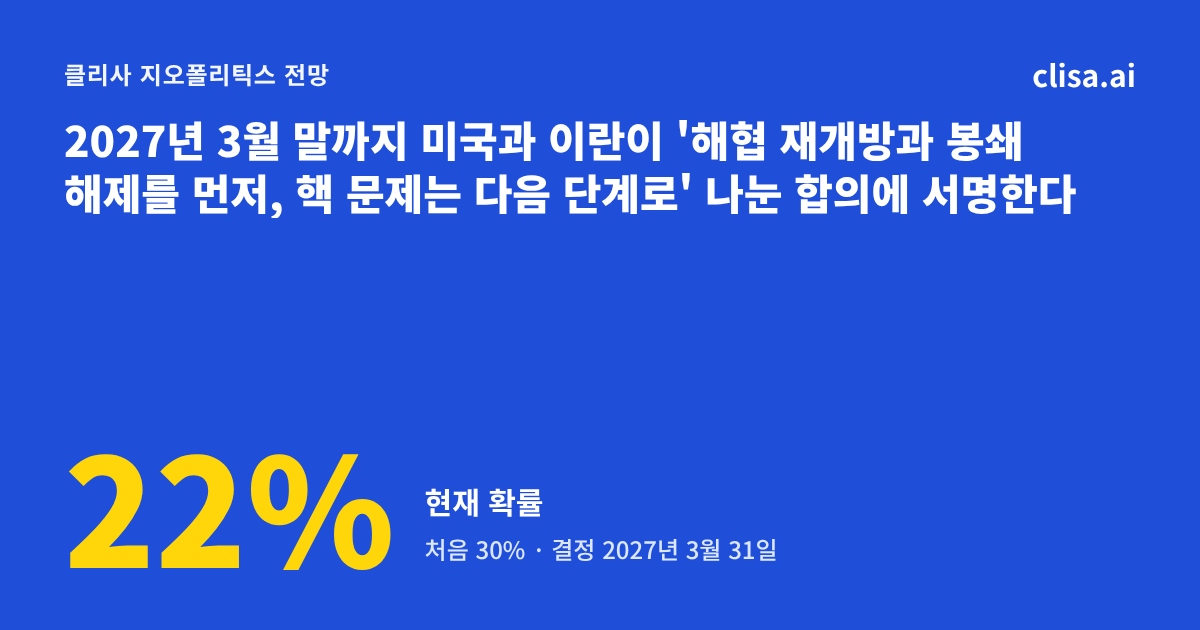 클리사 지오폴리틱스 전망
clisa.ai
2027년 3월 말까지 미국과 이란이 '해협 재개방과 봉쇄
해제를 먼저, 핵 문제는 다음 단계로' 나눈 합의에 서명한다
22%
현재 확률
처음 30% · 결정 2027년 3월 31일